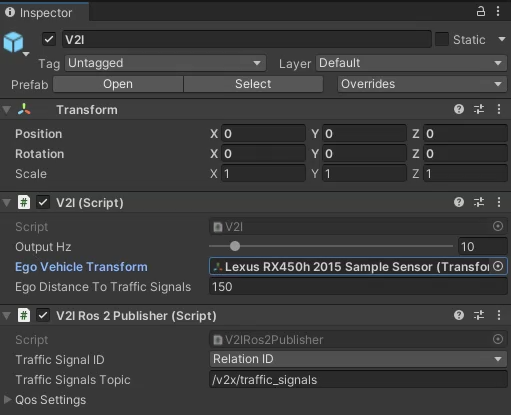 Inspector
V2I
Static
Tag Untagged Layer Default
Prefab Open Select Overrides
Transform
Position X 0 Y 0 Z 0
Rotation X 0 Y 0 Z 0
Scale X 1 Y 1 Z 1
# V2I (Script)
Script # V2I
Output Hz 10
Ego Vehicle Transform Lexus RX450h 2015 Sample Sensor (Transfor
Ego Distance To Traffic Signals 150
# V2I Ros 2 Publisher (Script)
Script # V2IRos2Publisher
Traffic Signal ID Relation ID
Traffic Signals Topic /v2x/traffic_signals
Qos Settings